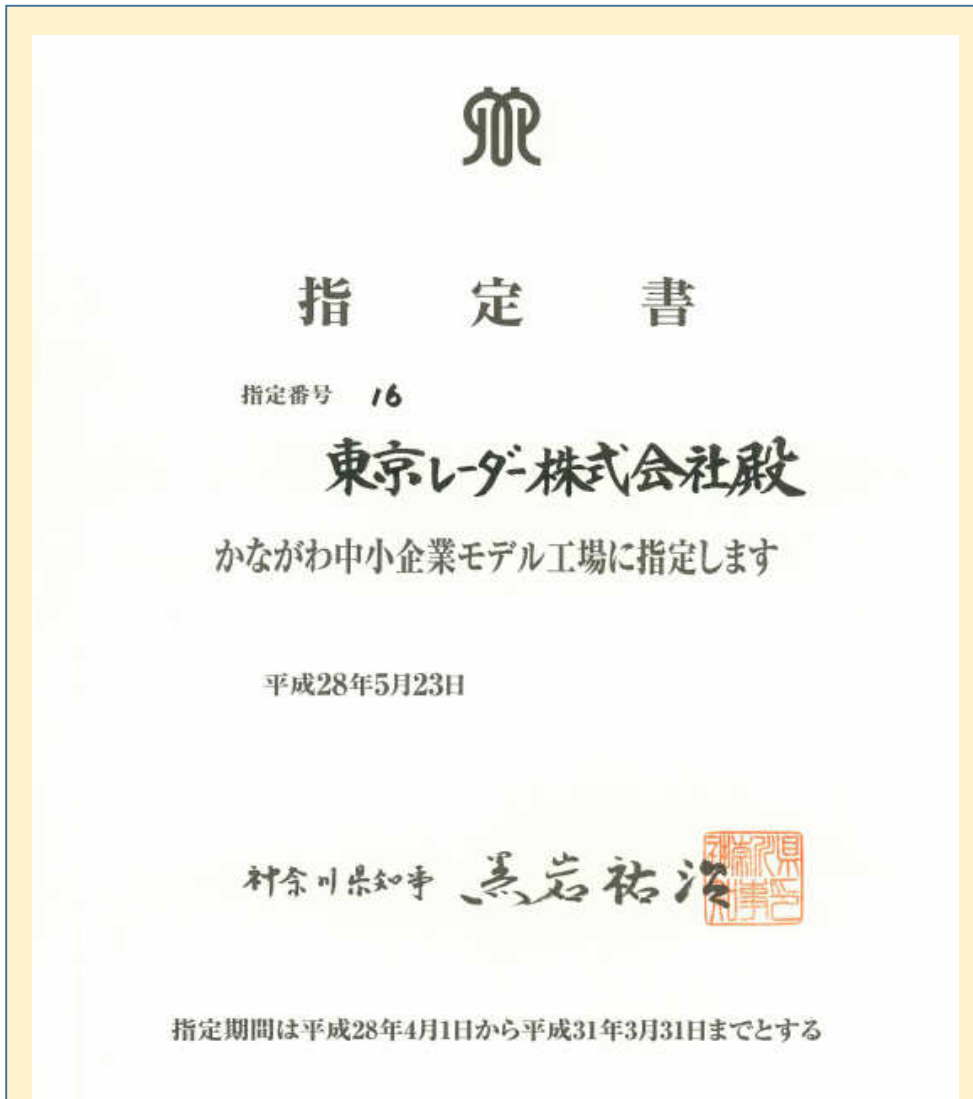 指定書
指定番号 16
東京レーダー株式会社殿
かながわ中小企業モデル工場に指定します
平成28年5月23日
神奈川県知事 黒岩祐治
指定期間は平成28年4月1日から平成31年3月31日までとする